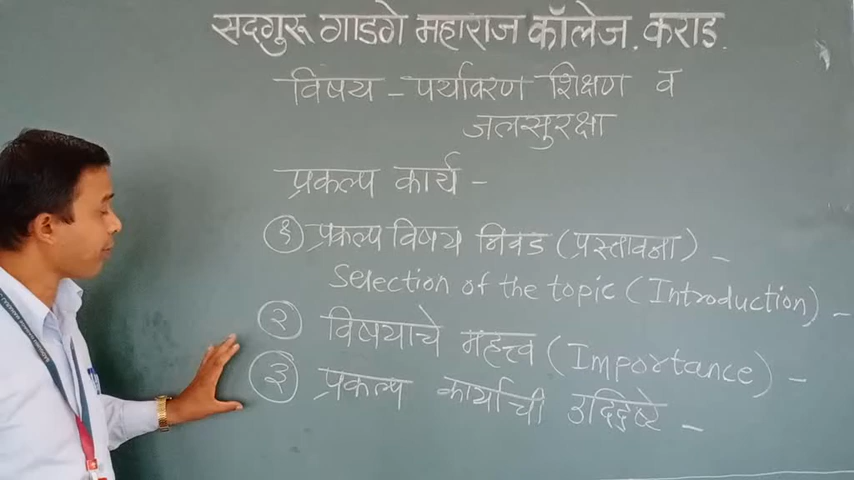 सदगुरू गाडगे महाराज कॉलेज. कराड.
विषय - पर्यावरण शिक्षण व
जलसुरक्षा
प्रकल्प कार्य -
१ प्रकल्प विषय निवड (प्रस्तावना) -
Selection of the topic (Introduction) -
२ विषयाचे महत्त्व (Importance) -
३ प्रकल्प कार्याची उद्दिष्टे -